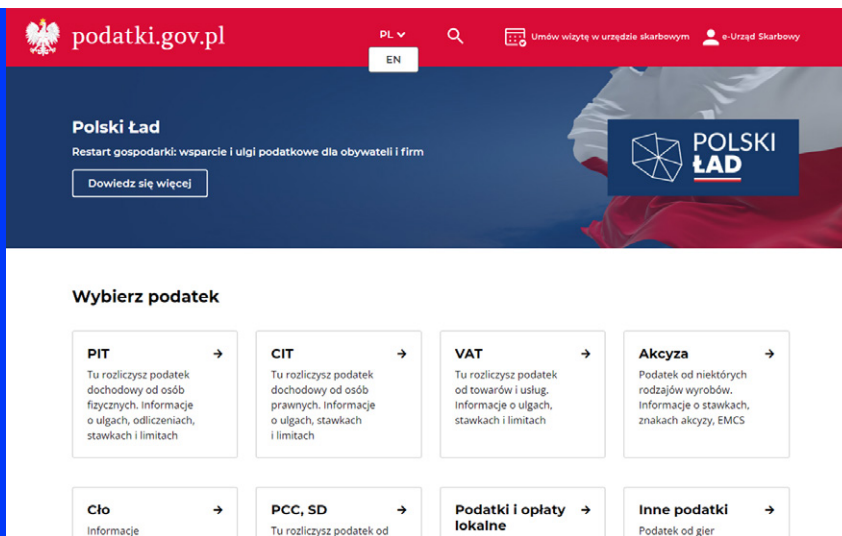 podatki.gov.pl
PL
EN
Umów wizytę w urzędzie skarbowym
e-Urząd Skarbowy
Polski Ład
Restart gospodarki: wsparcie i ulgi podatkowe dla obywateli i firm
Dowiedz się więcej
POLSKI
ŁAD
Wybierz podatek
PIT
Tu rozliczysz podatek
dochodowy od osób
fizycznych. Informacje
o ulgach, odliczeniach,
stawkach i limitach
CIT
Tu rozliczysz podatek
dochodowy od osób
prawnych. Informacje
o ulgach, stawkach
i limitach
VAT
Tu rozliczysz podatek
od towarów i usług.
Informacje o ulgach,
stawkach i limitach
Akcyza
Podatek od niektórych
rodzajów wyrobów.
Informacje o stawkach,
znakach akcyzy, EMCS
Cło
Informacje
PCC, SD
Tu rozliczysz podatek od
Podatki i opłaty
lokalne
Inne podatki
Podatek od gier